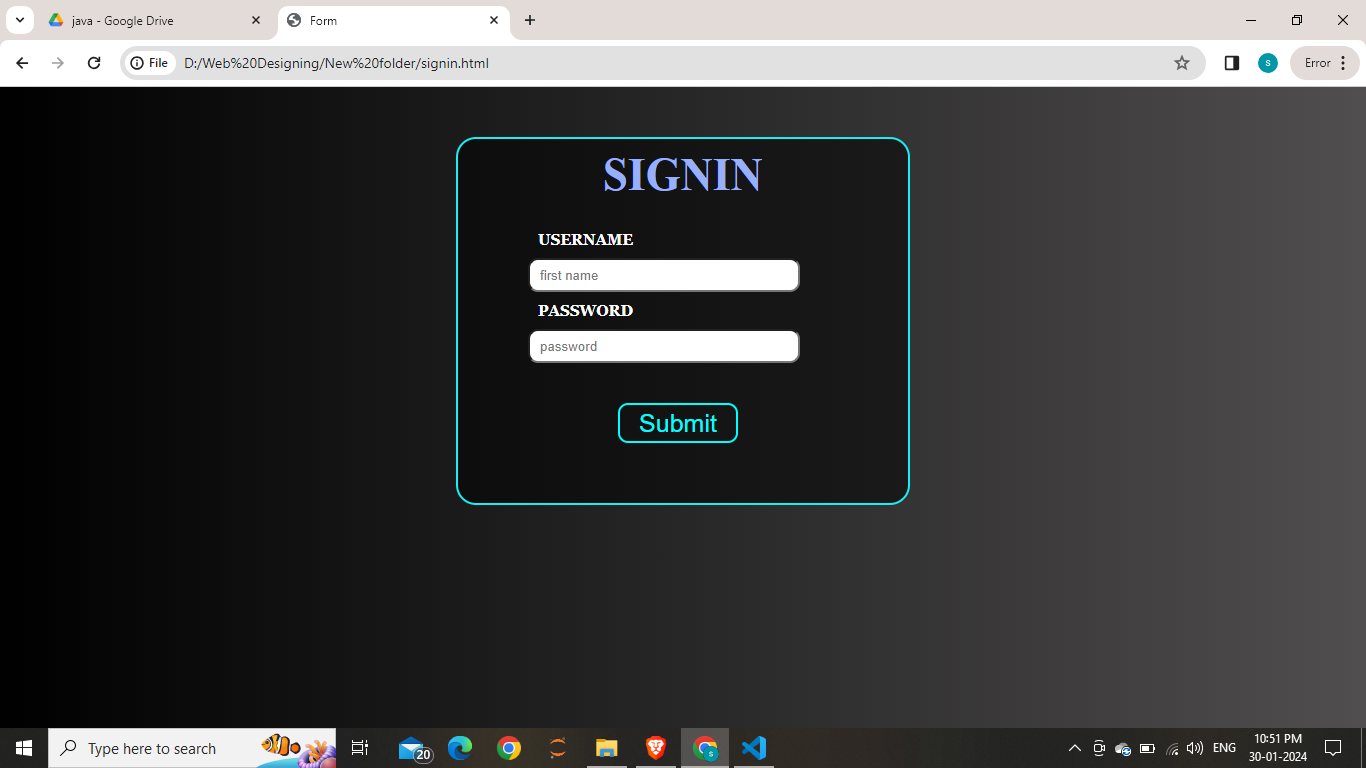 java - Google Drive
Form
File
D:/Web%20Designing/New%20folder/signin.html
s
Error
SIGNIN
USERNAME
first name
PASSWORD
password
Submit
Type here to search
20
s
ENG
10:51 PM
30-01-2024